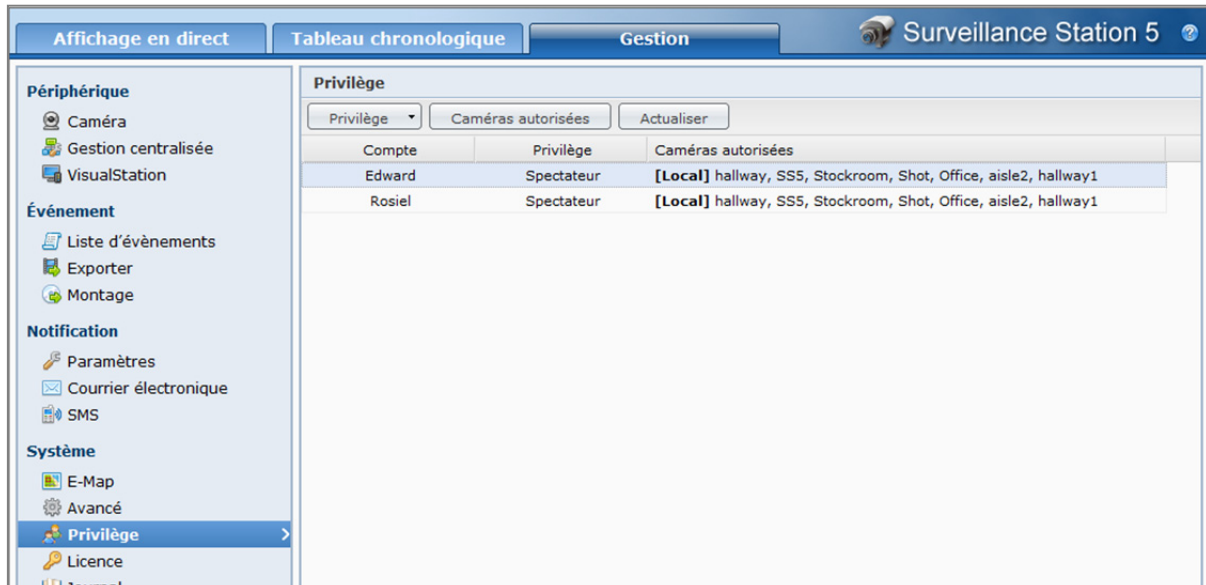 Affichage en direct
Tableau chronologique
Gestion
Surveillance Station 5
?
Périphérique
Caméra
Gestion centralisée
VisualStation
Événement
Liste d'évènements
Exporter
Montage
Notification
Paramètres
Courrier électronique
SMS
Système
E-Map
Avancé
Privilège
Licence
Journal
Privilège
Privilège Caméras autorisées Actualiser
Compte Privilège Caméras autorisées
Edward Spectateur [Local] hallway, SS5, Stockroom, Shot, Office, aisle2, hallway1
Rosiel Spectateur [Local] hallway, SS5, Stockroom, Shot, Office, aisle2, hallway1